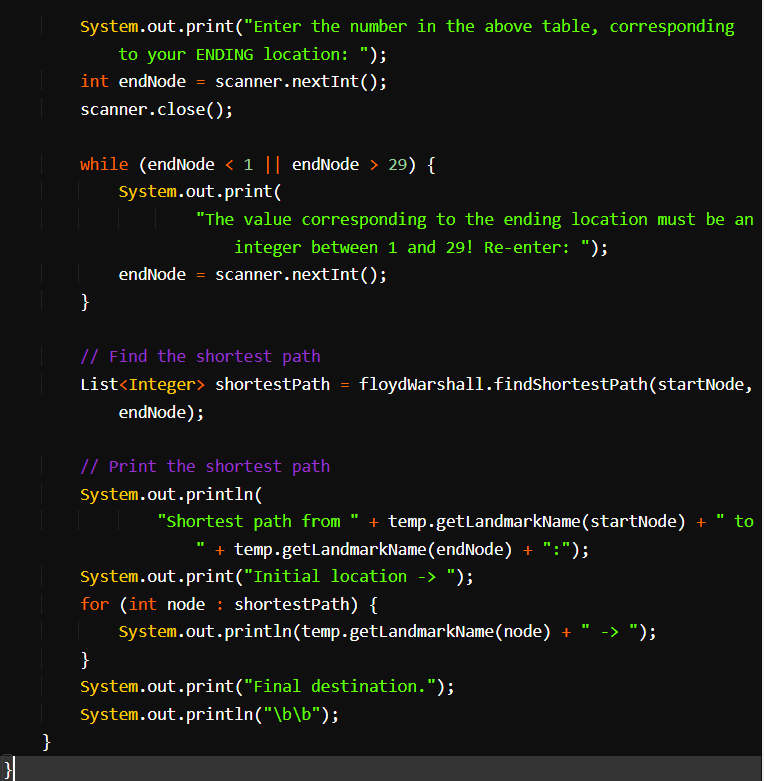 System.out.print("Enter the number in the above table, corresponding
to your ENDING location: ");
int endNode = scanner.nextInt();
scanner.close();
while (endNode < 1 || endNode > 29) {
System.out.print(
"The value corresponding to the ending location must be an
integer between 1 and 29! Re-enter: ");
endNode = scanner.nextInt();
}
// Find the shortest path
List<Integer> shortestPath = floydWarshall.findShortestPath(startNode,
endNode);
// Print the shortest path
System.out.println(
"Shortest path from " + temp.getLandmarkName(startNode) + " to
" + temp.getLandmarkName(endNode) + ":");
System.out.print("Initial location -> ");
for (int node : shortestPath) {
System.out.println(temp.getLandmarkName(node) + " -> ");
}
System.out.print("Final destination.");
System.out.println("\b\b");
}
}